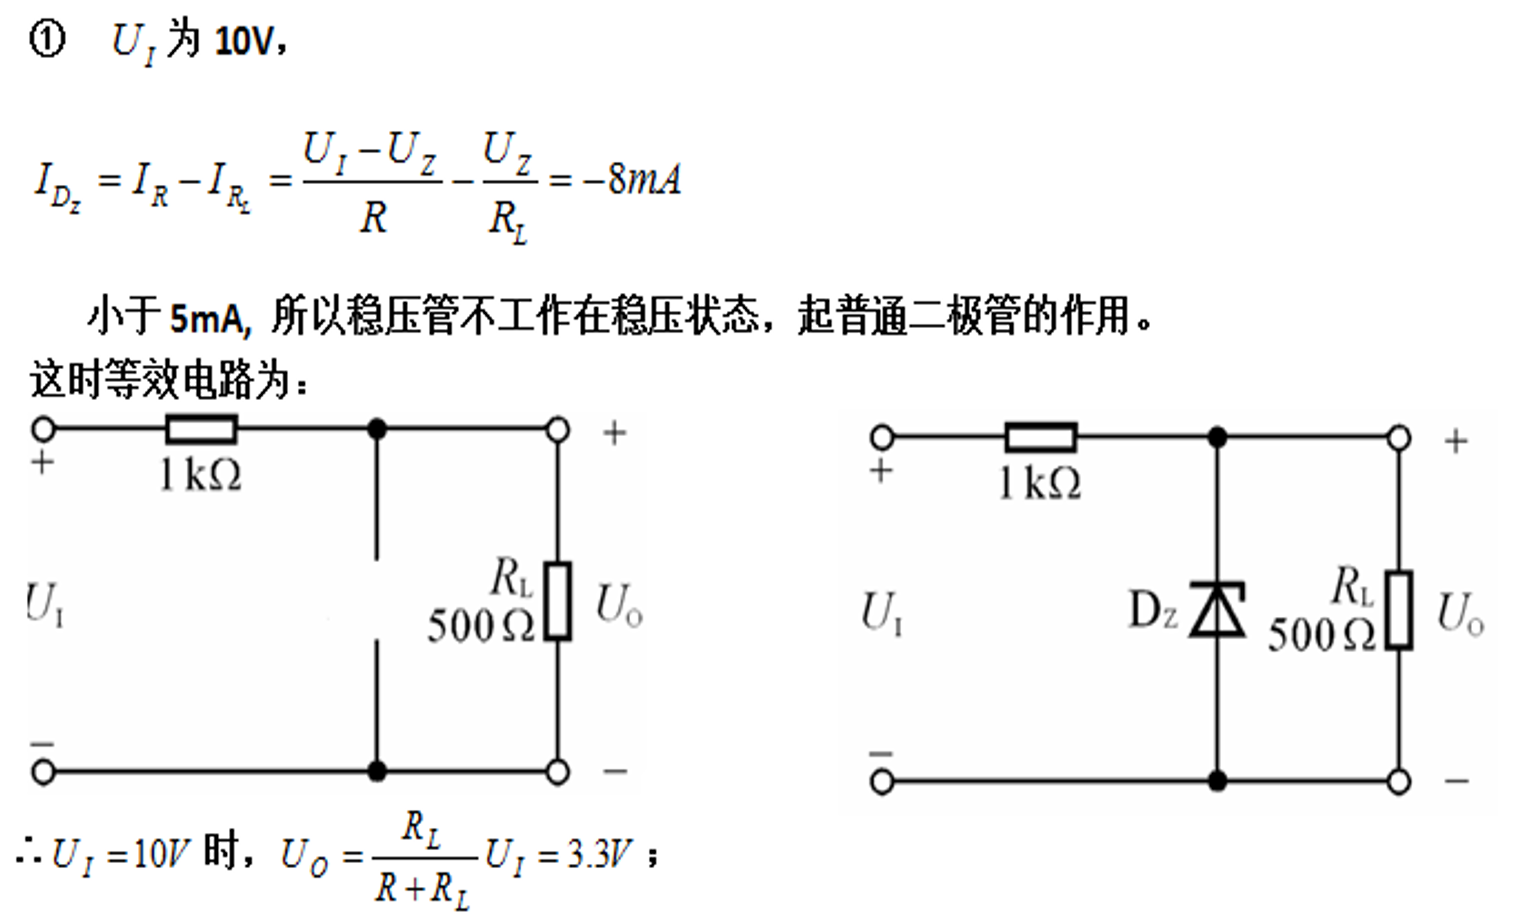 ① U_I 为 10V，
I_{D_Z} = I_R − I_{R_L} = \frac{U_I − U_Z}{R} − \frac{U_Z}{R_L} = −8mA
小于 5mA, 所以稳压管不工作在稳压状态，起普通二极管的作用。
这时等效电路为：
+
1 kΩ
U_I
R_L
500 Ω
+
U_O
−
−
+
1 kΩ
U_I
D_Z
R_L
500 Ω
+
U_O
−
−
∴ U_I = 10V 时， U_O = \frac{R_L}{R + R_L} U_I = 3.3V ；